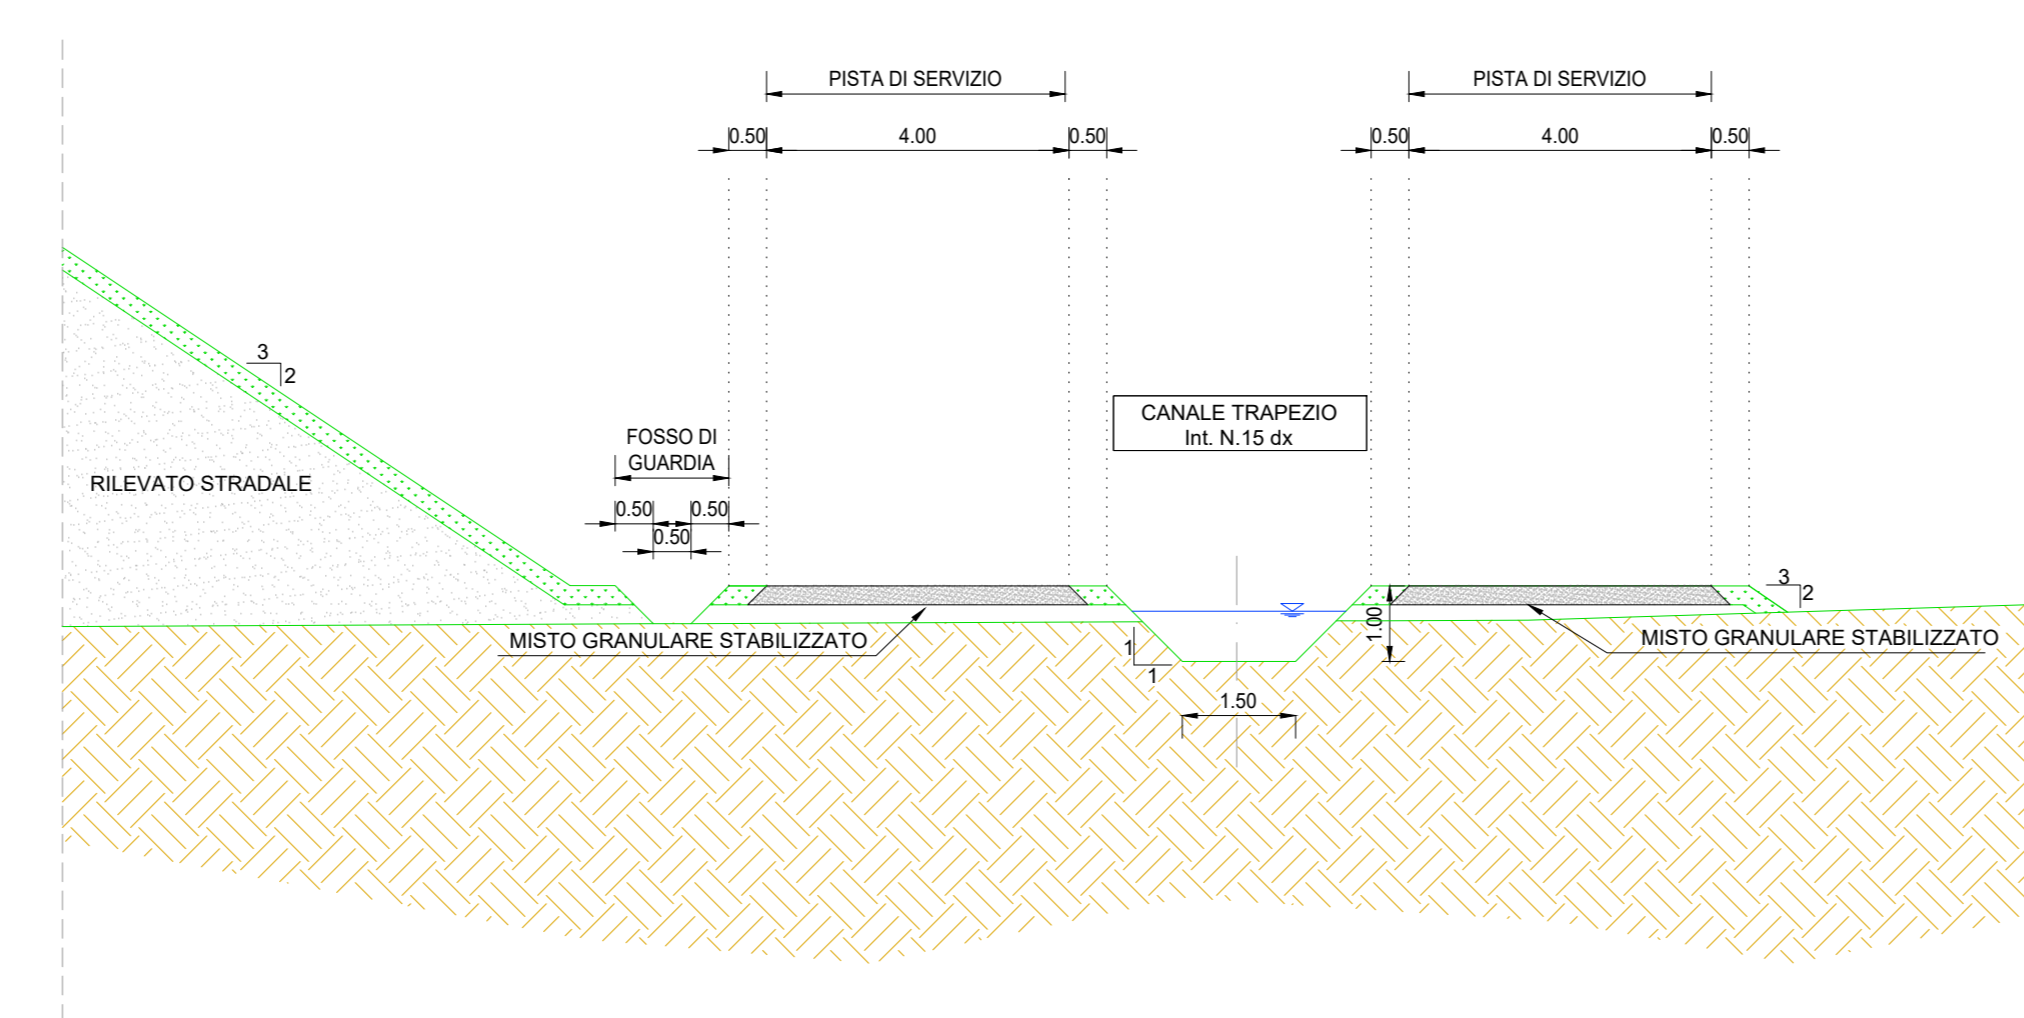 PISTA DI SERVIZIO
PISTA DI SERVIZIO
0.50
4.00
0.50
0.50
4.00
0.50
3
2
CANALE TRAPEZIO
Int. N.15 dx
FOSSO DI
GUARDIA
RILEVATO STRADALE
0.50
0.50
0.50
3
2
1.00
MISTO GRANULARE STABILIZZATO
MISTO GRANULARE STABILIZZATO
1
1
1.50